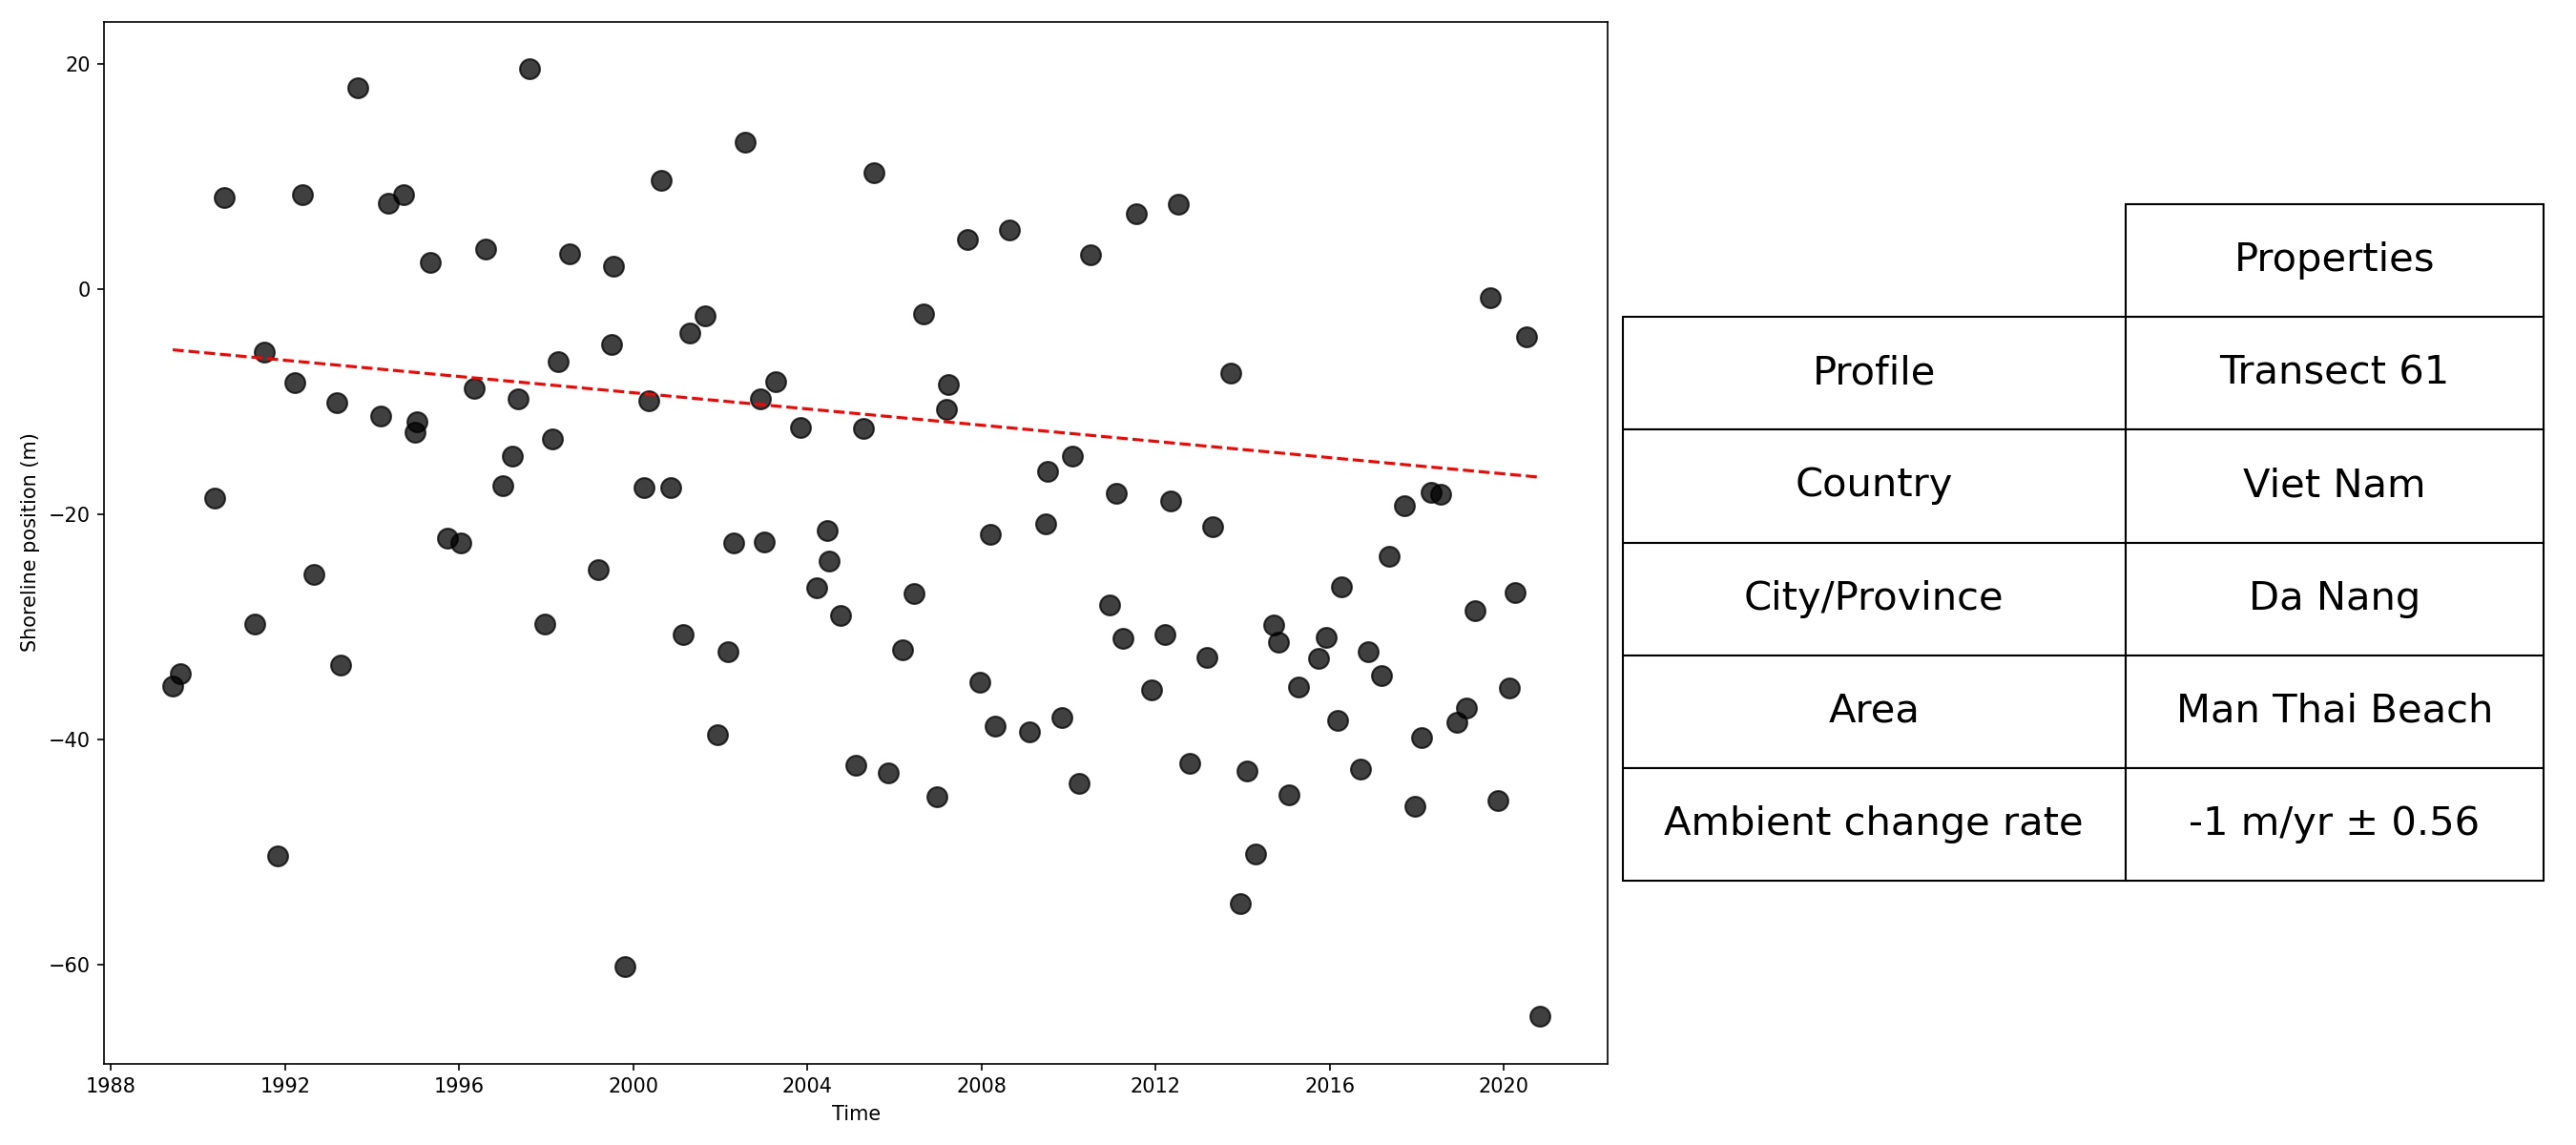 20
0
−20
−40
−60
Shoreline position (m)
1988 1992 1996 2000 2004 2008 2012 2016 2020
Time
Properties
Profile Transect 61
Country Viet Nam
City/Province Da Nang
Area Man Thai Beach
Ambient change rate -1 m/yr ± 0.56